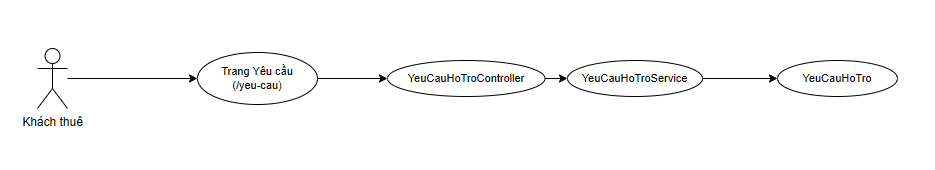 Khách thuê
Trang Yêu cầu
(/yeu-cau)
YeuCauHoTroController
YeuCauHoTroService
YeuCauHoTro